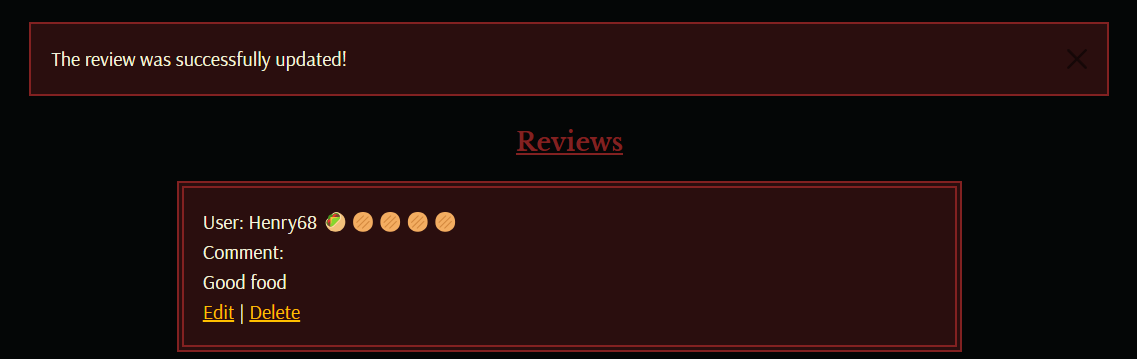 The review was successfully updated!
Reviews
User: Henry68
Comment:
Good food
Edit | Delete